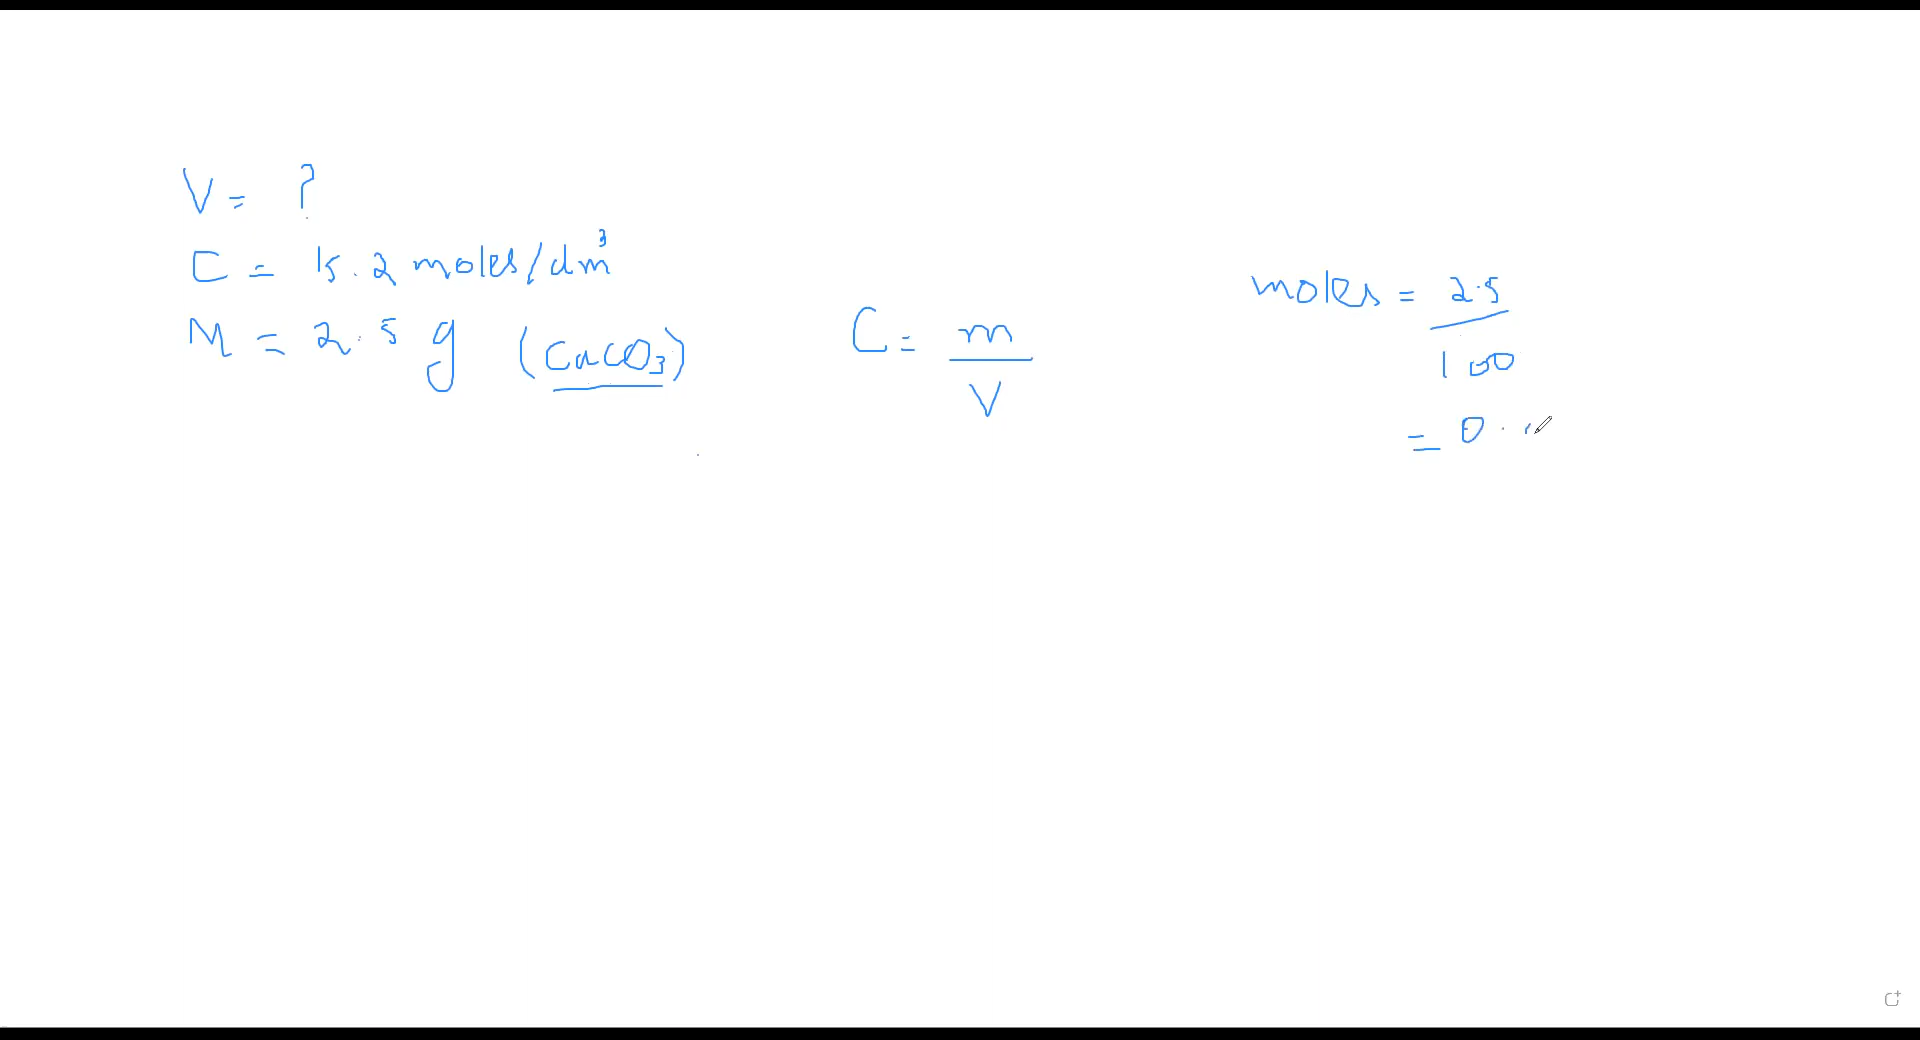 V = ?
C = 15.2 moles/dm³
M = 2.5 g (CaCO₃)
C = m
V
moles = 2.5
100
= 0.